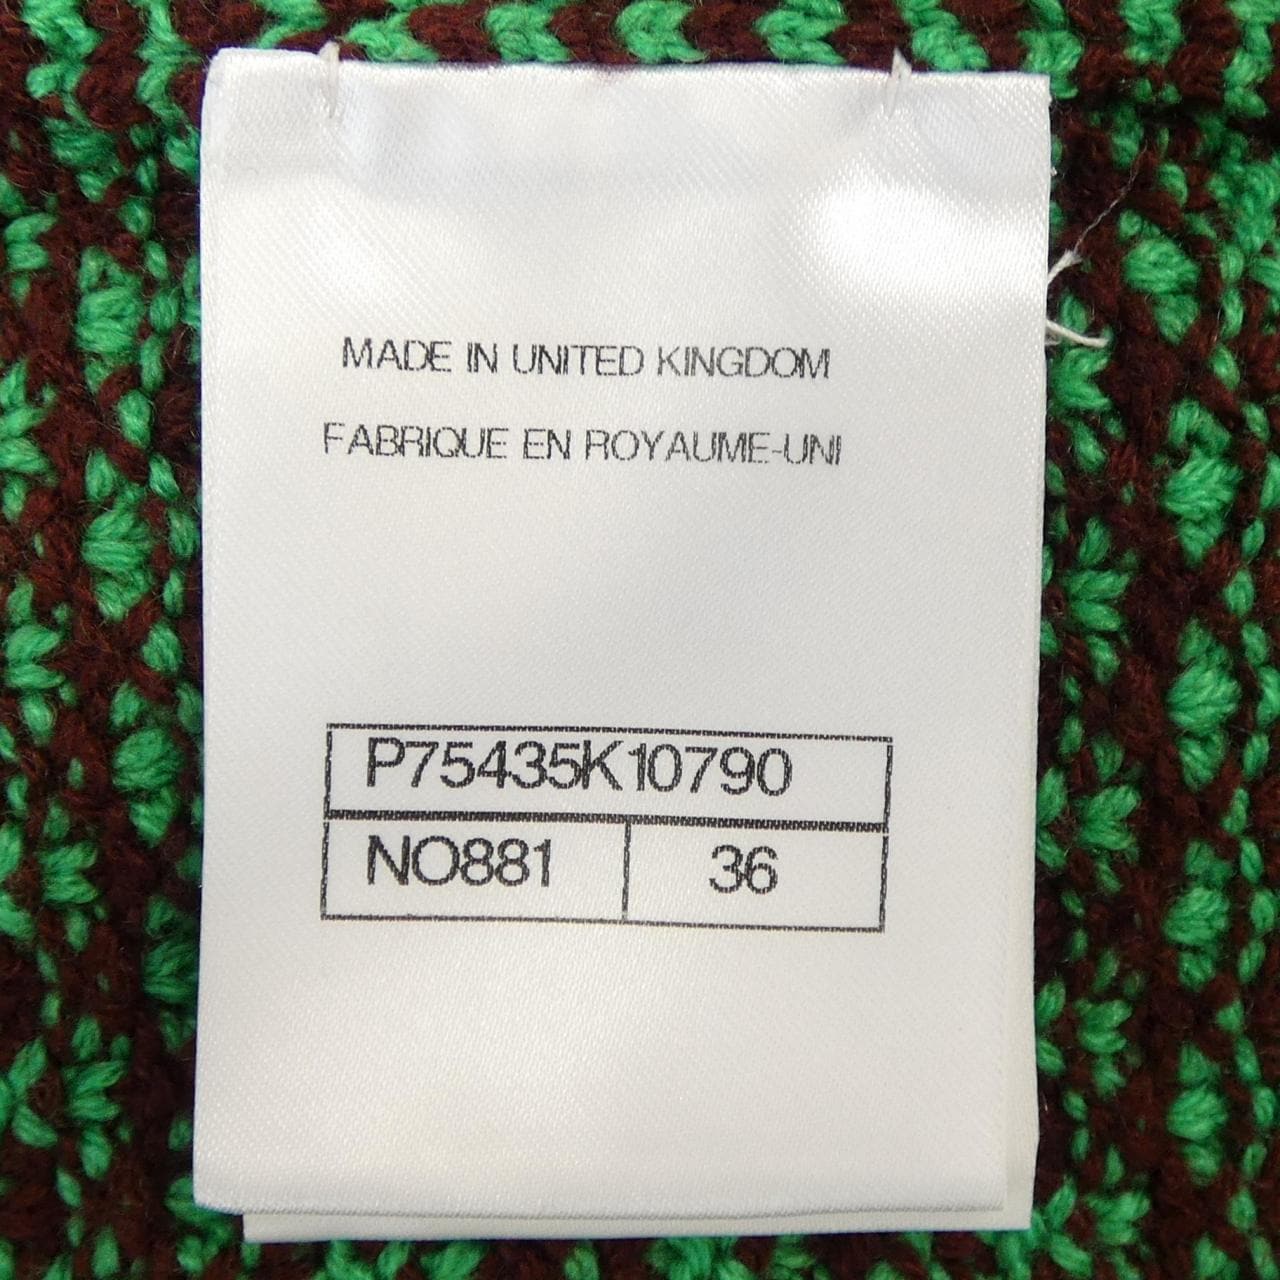 MADE IN UNITED KINGDOM
FABRIQUE EN ROYAUME-UNI
P75435K10790
NO881 36